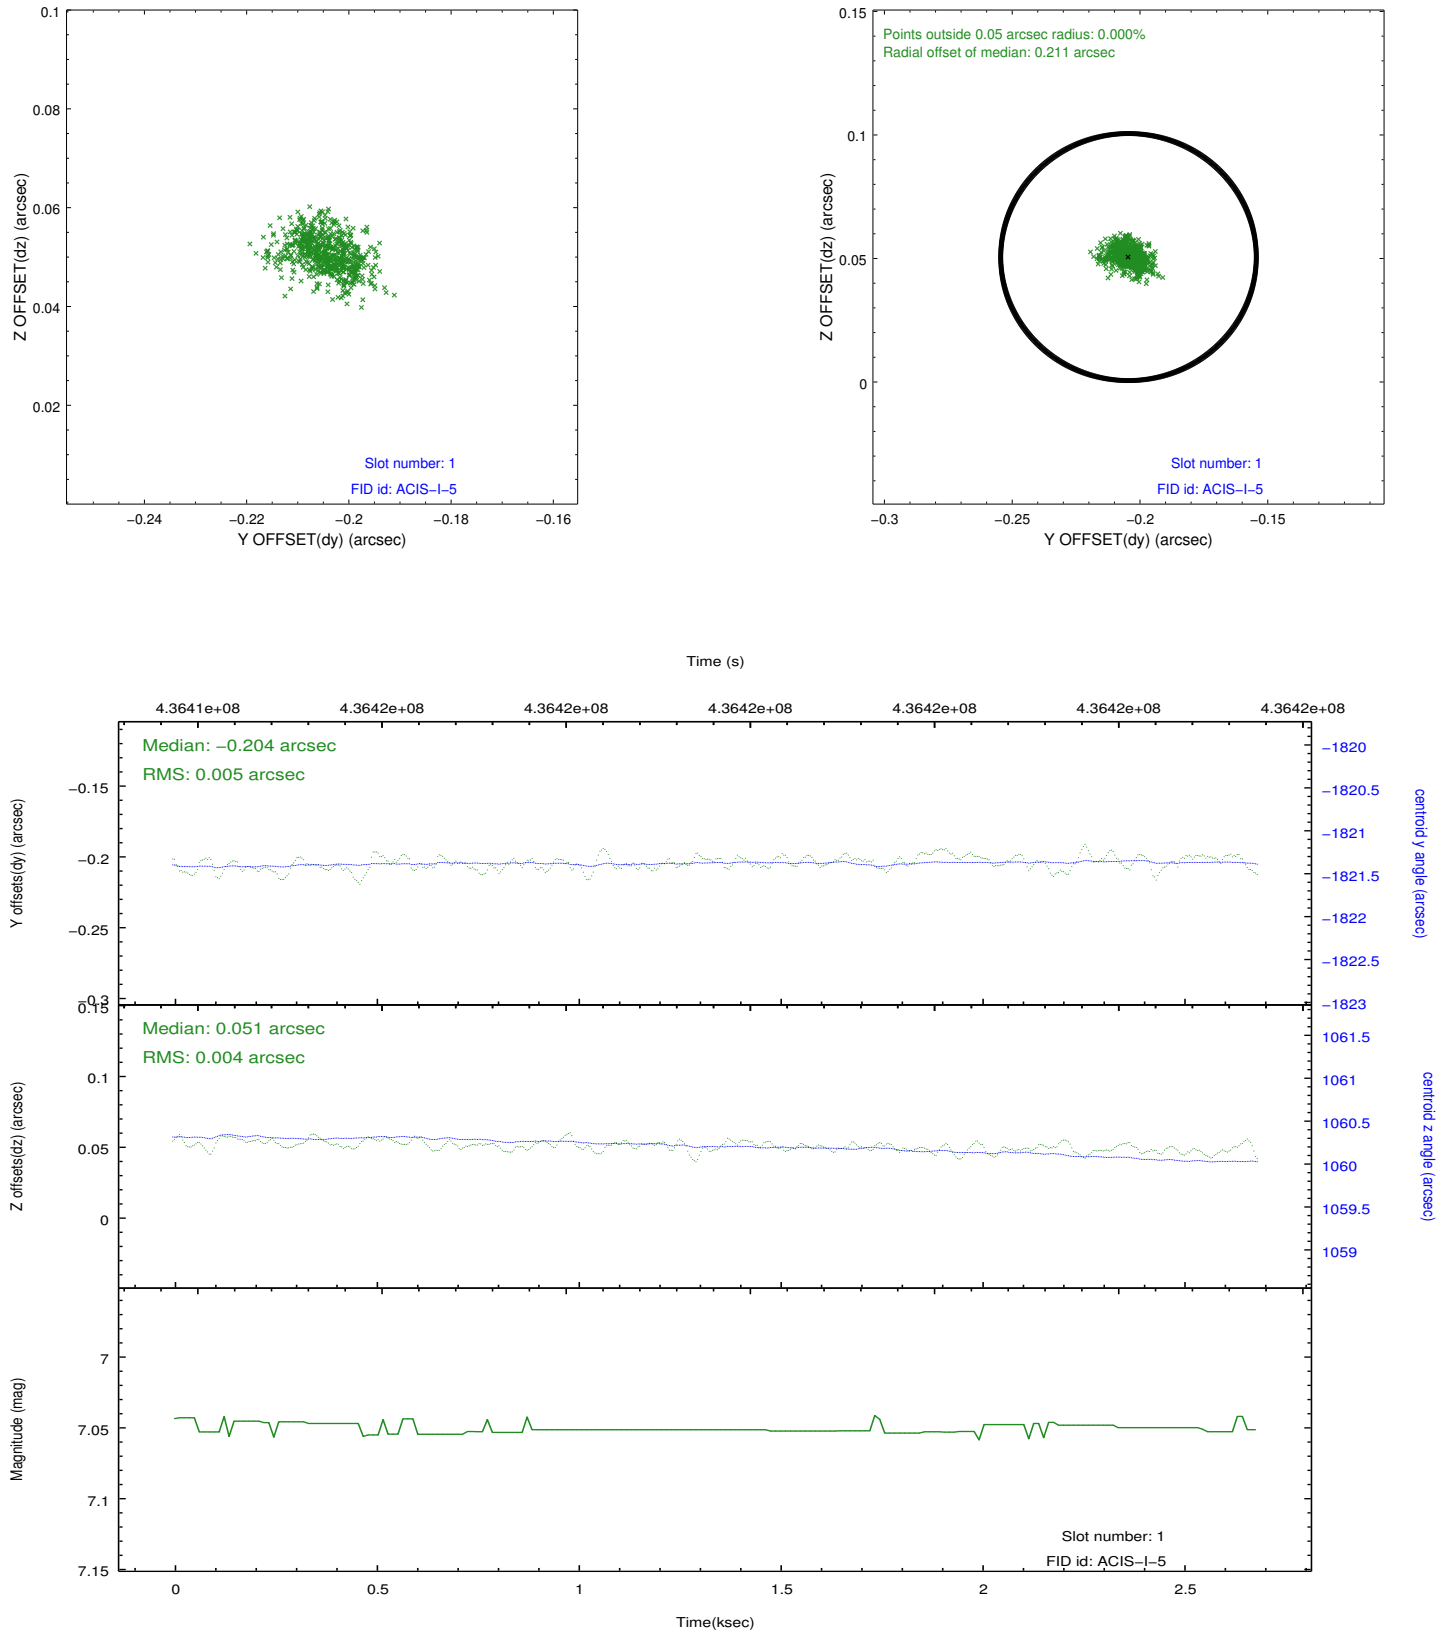 0.1
0.08
0.06
0.04
0.02
Z OFFSET(dz) (arcsec)
Slot number: 1
FID id: ACIS−I−5
−0.24 −0.22 −0.2 −0.18 −0.16
Y OFFSET(dy) (arcsec)
0.15
0.1
0.05
0
Z OFFSET(dz) (arcsec)
Points outside 0.05 arcsec radius: 0.000%
Radial offset of median: 0.211 arcsec
Slot number: 1
FID id: ACIS−I−5
−0.3 −0.25 −0.2 −0.15
Y OFFSET(dy) (arcsec)
Time (s)
4.3641e+08 4.3642e+08 4.3642e+08 4.3642e+08 4.3642e+08 4.3642e+08 4.3642e+08
Median: −0.204 arcsec
RMS: 0.005 arcsec
−0.15
−0.2
−0.25
−0.3
Y offsets(dy) (arcsec)
−1820
−1820.5
−1821
−1821.5
−1822
−1822.5
−1823
centroid y angle (arcsec)
Median: 0.051 arcsec
RMS: 0.004 arcsec
0.15
0.1
0.05
0
Z offsets(dz) (arcsec)
1061.5
1061
1060.5
1060
1059.5
1059
centroid z angle (arcsec)
7
7.05
7.1
7.15
Magnitude (mag)
Slot number: 1
FID id: ACIS−I−5
0 0.5 1 1.5 2 2.5
Time(ksec)